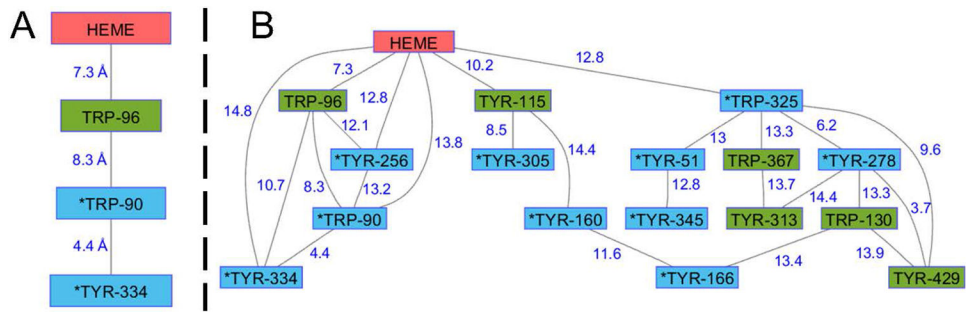 A
HEME
7.3 Å
TRP-96
8.3 Å
*TRP-90
4.4 Å
*TYR-334
B
HEME
7.3
10.2
12.8
TRP-96
12.8
TYR-115
*TRP-325
14.8
12.1
13.8
8.5
14.4
13
13.3
6.2
9.6
*TYR-256
*TYR-305
*TYR-51
TRP-367
*TYR-278
10.7
8.3
13.2
12.8
13.7
14.4
13.3
3.7
*TRP-90
*TYR-160
*TYR-345
TYR-313
TRP-130
4.4
11.6
13.4
13.9
*TYR-334
*TYR-166
TYR-429